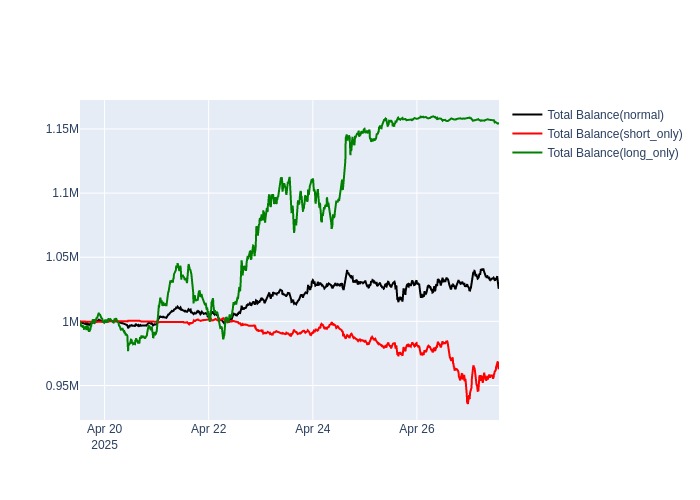 1.15M
1.1M
1.05M
1M
0.95M
Apr 20
2025
Apr 22
Apr 24
Apr 26
Total Balance(normal)
Total Balance(short_only)
Total Balance(long_only)